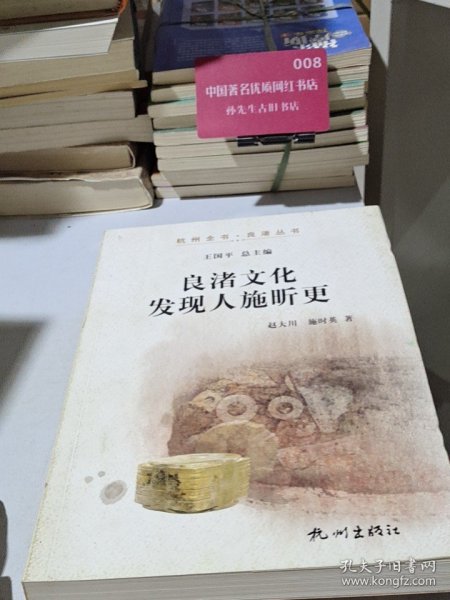 008
中国著名优质网红书店
孙先生古旧书店
杭州全书·良渚丛书
王国平 总主编
良渚文化
发现人施昕更
赵大川 施时英 著
杭州出版社
孔夫子旧书网
www.kongfz.com